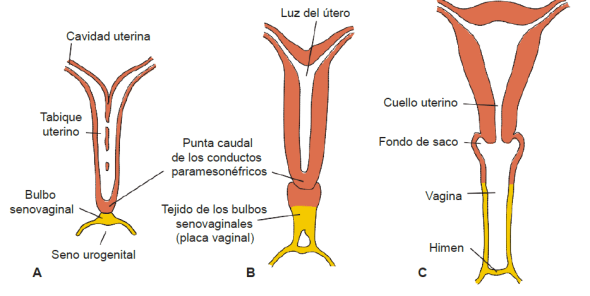 Cavidad uterina
Tabique
uterino
Bulbo
senovaginal
Seno urogenital
A
Luz del útero
Punta caudal
de los conductos
paramesonéfricos
Tejido de los bulbos
senovaginales
(placa vaginal)
B
Cuello uterino
Fondo de saco
Vagina
Himen
C